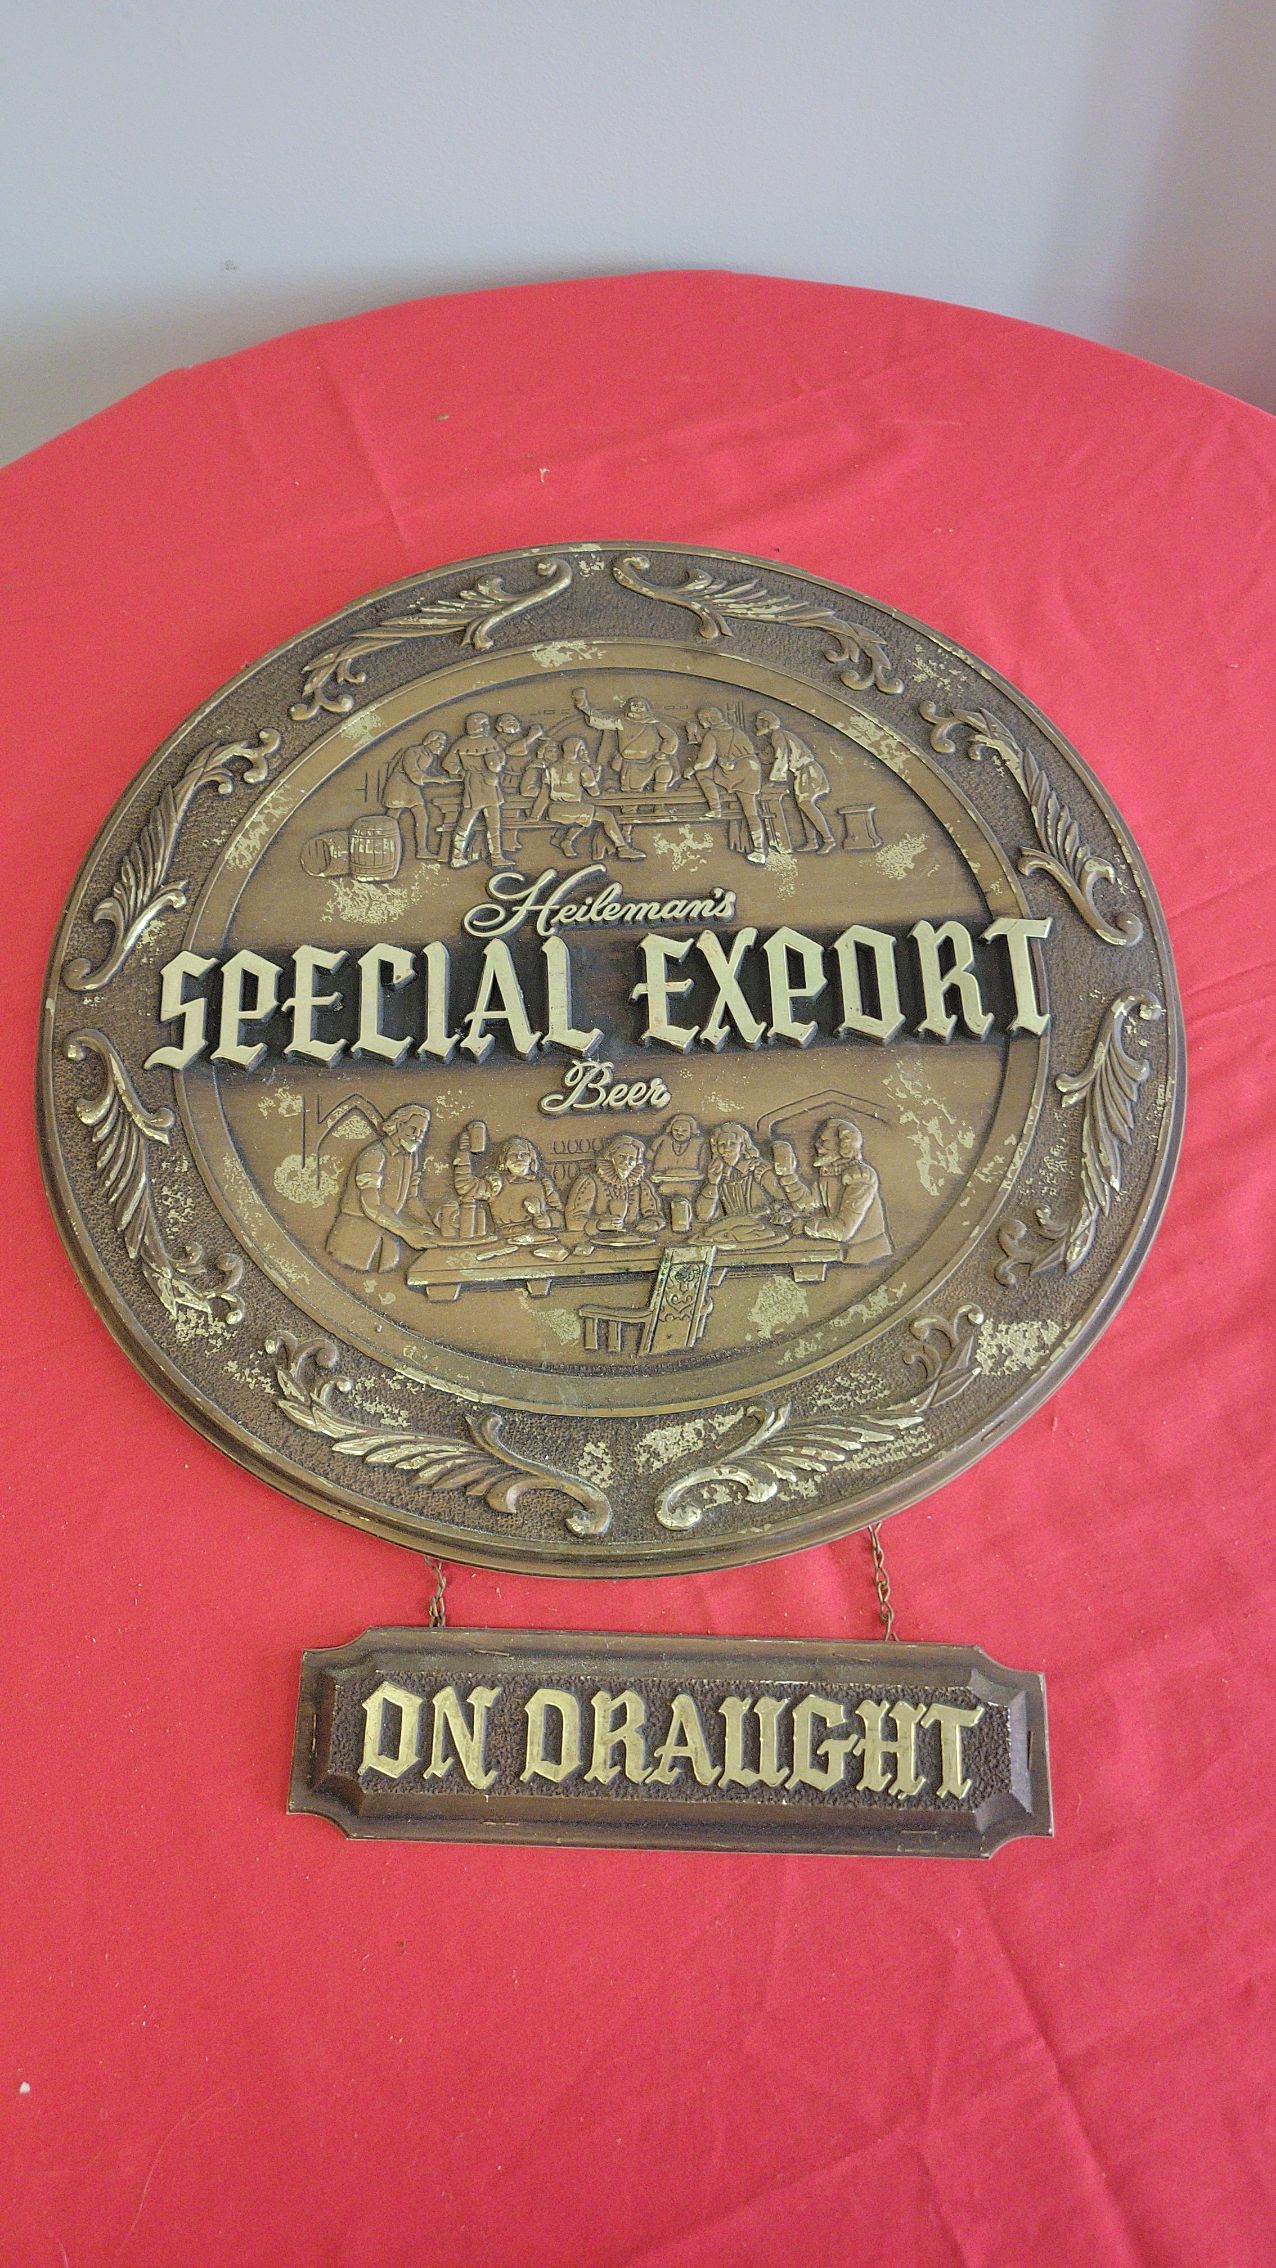 Heileman's
SPECIAL EXPORT
Beer
ON DRAUGHT